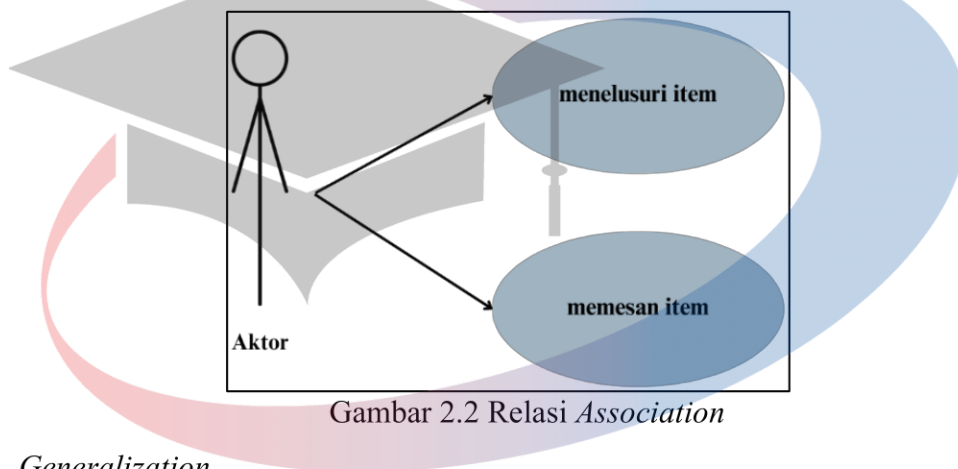 menelusuri item
memesan item
Aktor
Gambar 2.2 Relasi Association
Generalization